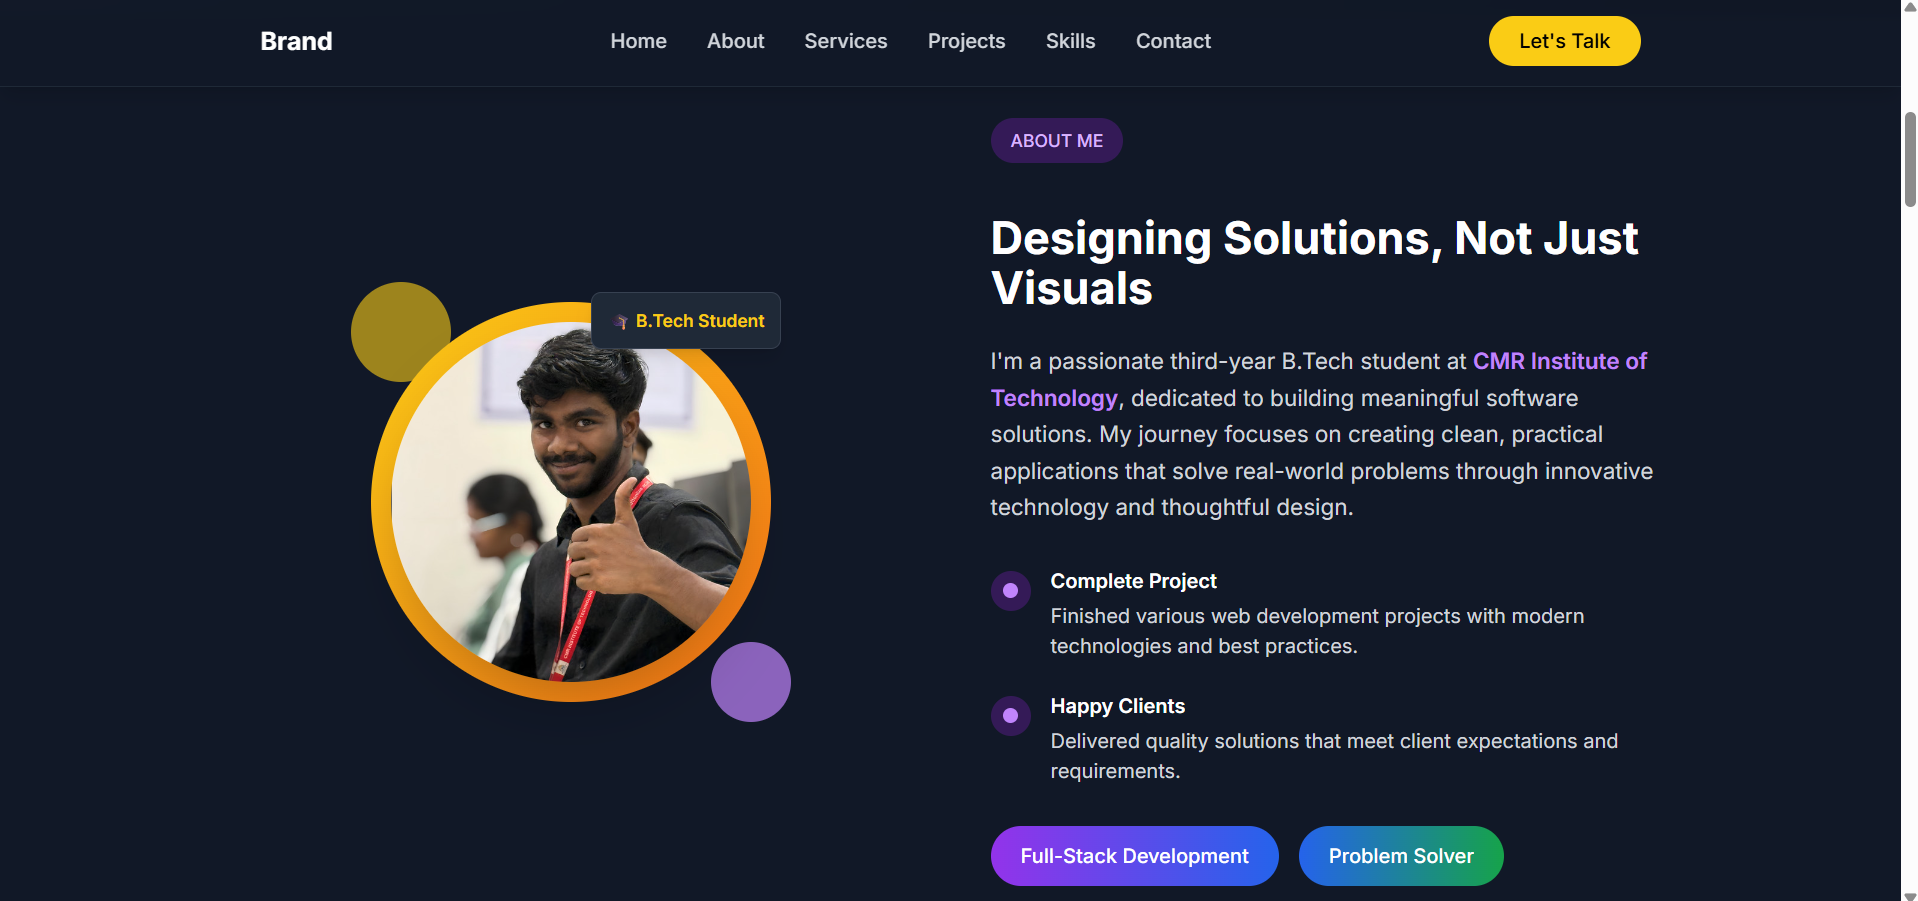 Brand
Home
About
Services
Projects
Skills
Contact
Let's Talk
B.Tech Student
ABOUT ME
Designing Solutions, Not Just
Visuals
I'm a passionate third-year B.Tech student at CMR Institute of
Technology, dedicated to building meaningful software
solutions. My journey focuses on creating clean, practical
applications that solve real-world problems through innovative
technology and thoughtful design.
Complete Project
Finished various web development projects with modern
technologies and best practices.
Happy Clients
Delivered quality solutions that meet client expectations and
requirements.
Full-Stack Development
Problem Solver